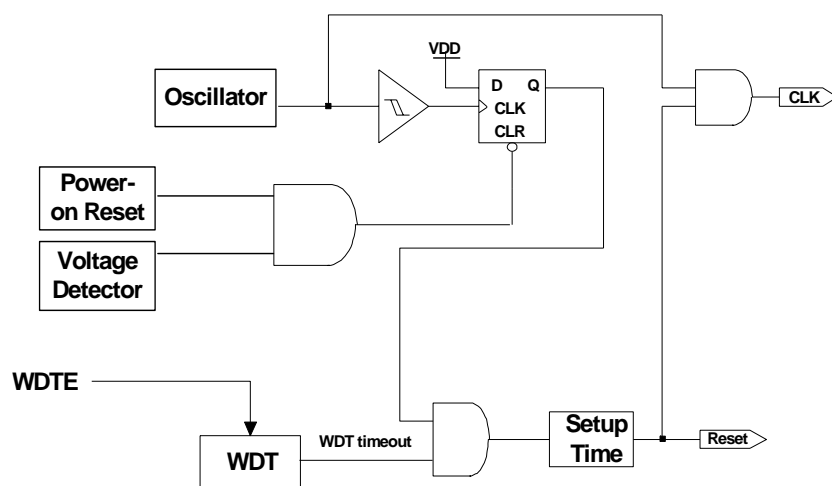 VDD
Oscillator
D Q
CLK
CLR
CLK
Power-
on Reset
Voltage
Detector
WDTE
WDT timeout
WDT
Setup
Time
Reset